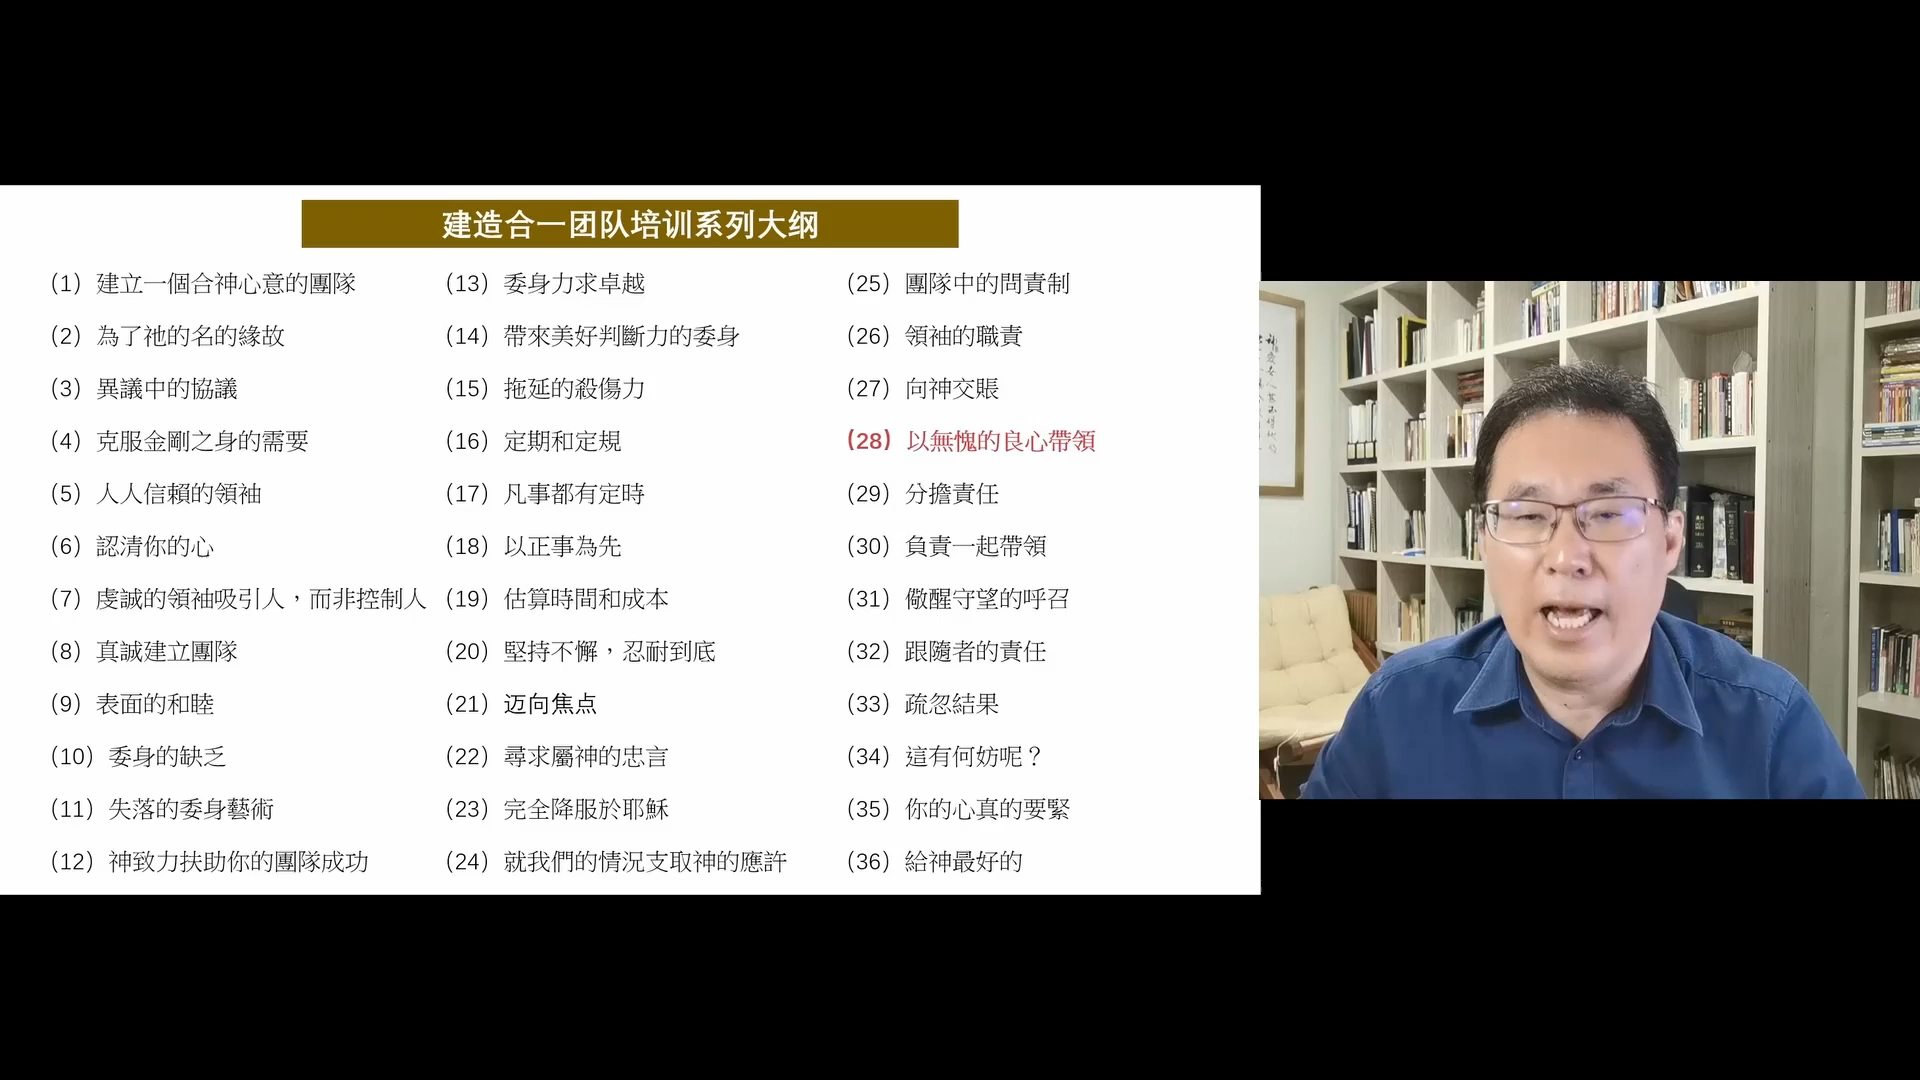 建造合一团队培训系列大纲
（1）建立一個合神心意的團隊
（2）為了祂的名的緣故
（3）異議中的協議
（4）克服金剛之身的需要
（5）人人信賴的領袖
（6）認清你的心
（7）虔誠的領袖吸引人，而非控制人
（8）真誠建立團隊
（9）表面的和睦
（10）委身的缺乏
（11）失落的委身藝術
（12）神致力扶助你的團隊成功
（13）委身力求卓越
（14）帶來美好判斷力的委身
（15）拖延的殺傷力
（16）定期和定規
（17）凡事都有定時
（18）以正事為先
（19）估算時間和成本
（20）堅持不懈，忍耐到底
（21）迈向焦点
（22）尋求屬神的忠言
（23）完全降服於耶穌
（24）就我們的情況支取神的應許
（25）團隊中的問責制
（26）領袖的職責
（27）向神交賬
（28）以無愧的良心帶領
（29）分擔責任
（30）負責一起帶領
（31）儆醒守望的呼召
（32）跟隨者的責任
（33）疏忽結果
（34）這有何妨呢？
（35）你的心真的要緊
（36）給神最好的